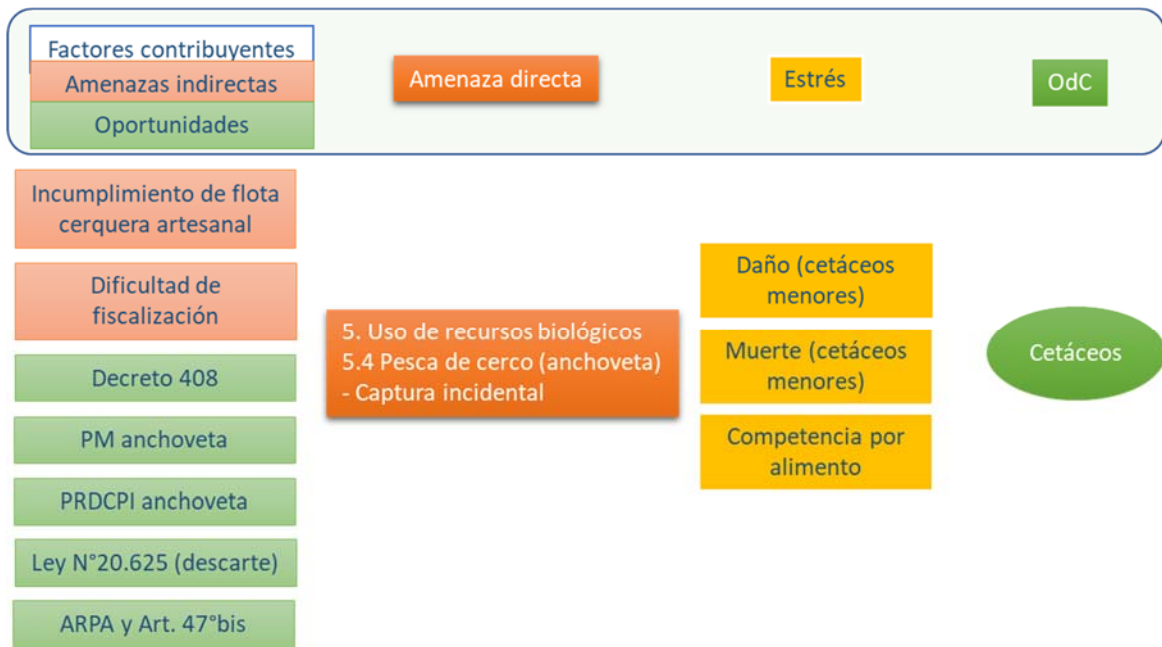 Factores contribuyentes
Amenazas indirectas
Oportunidades
Amenaza directa
Estrés
OdC
Incumplimiento de flota
cerquera artesanal
Dificultad de
fiscalización
Decreto 408
PM anchoveta
PRDCPI anchoveta
Ley N°20.625 (descarte)
ARPA y Art. 47°bis
5. Uso de recursos biológicos
5.4 Pesca de cerco (anchoveta)
- Captura incidental
Daño (cetáceos
menores)
Muerte (cetáceos
menores)
Competencia por
alimento
Cetáceos